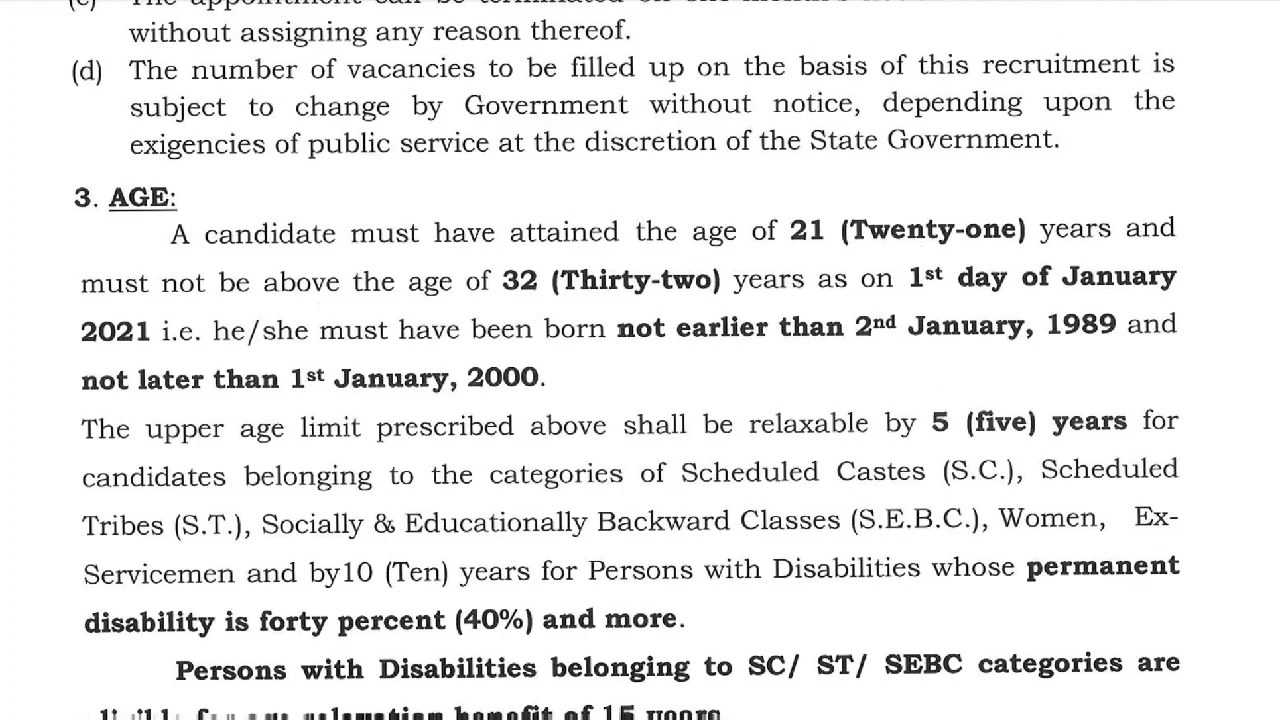 without assigning any reason thereof.
(d) The number of vacancies to be filled up on the basis of this recruitment is
subject to change by Government without notice, depending upon the
exigencies of public service at the discretion of the State Government.
3. AGE:
A candidate must have attained the age of 21 (Twenty-one) years and
must not be above the age of 32 (Thirty-two) years as on 1st day of January
2021 i.e. he/she must have been born not earlier than 2nd January, 1989 and
not later than 1st January, 2000.
The upper age limit prescribed above shall be relaxable by 5 (five) years for
candidates belonging to the categories of Scheduled Castes (S.C.), Scheduled
Tribes (S.T.), Socially & Educationally Backward Classes (S.E.B.C.), Women, Ex-
Servicemen and by10 (Ten) years for Persons with Disabilities whose permanent
disability is forty percent (40%) and more.
Persons with Disabilities belonging to SC/ ST/ SEBC categories are
benefit of 15 years